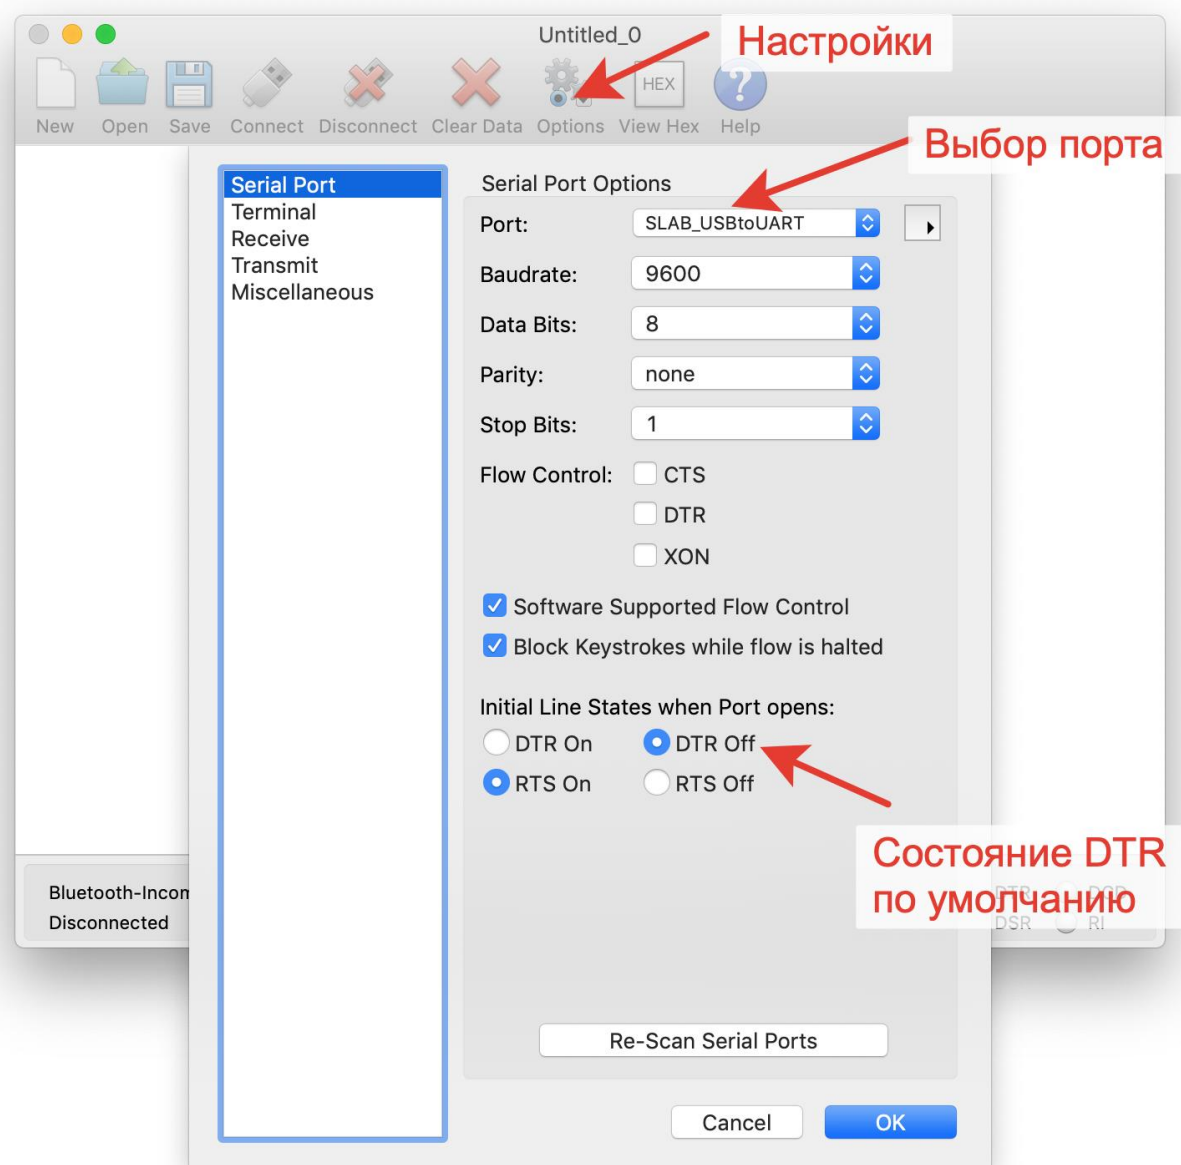 Untitled_0
Настройки
HEX
?
New Open Save Connect Disconnect Clear Data Options View Hex Help
Выбор порта
Serial Port
Terminal
Receive
Transmit
Miscellaneous
Serial Port Options
Port: SLAB_USBtoUART
Baudrate: 9600
Data Bits: 8
Parity: none
Stop Bits: 1
Flow Control: CTS
DTR
XON
Software Supported Flow Control
Block Keystrokes while flow is halted
Initial Line States when Port opens:
DTR On DTR Off
RTS On RTS Off
Состояние DTR
по умолчанию
Bluetooth-Incom
Disconnected
DTR DCD
DSR RI
Re-Scan Serial Ports
Cancel OK